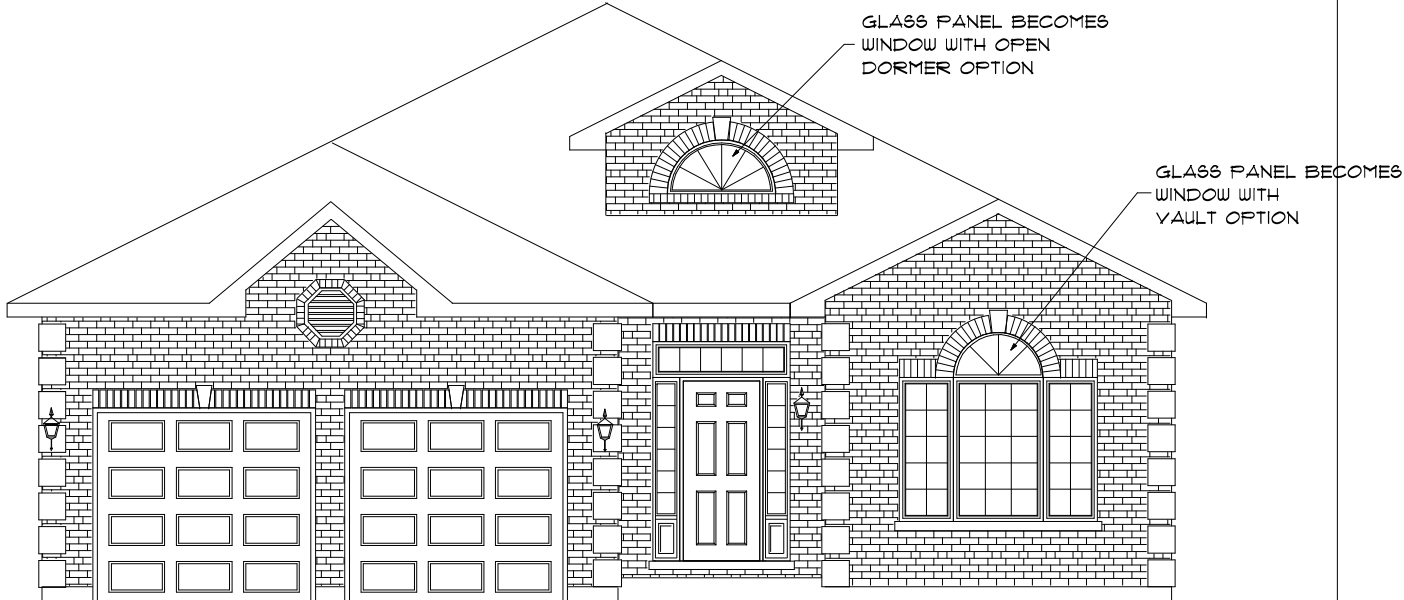 GLASS PANEL BECOMES
WINDOW WITH OPEN
DORMER OPTION
GLASS PANEL BECOMES
WINDOW WITH
VAULT OPTION